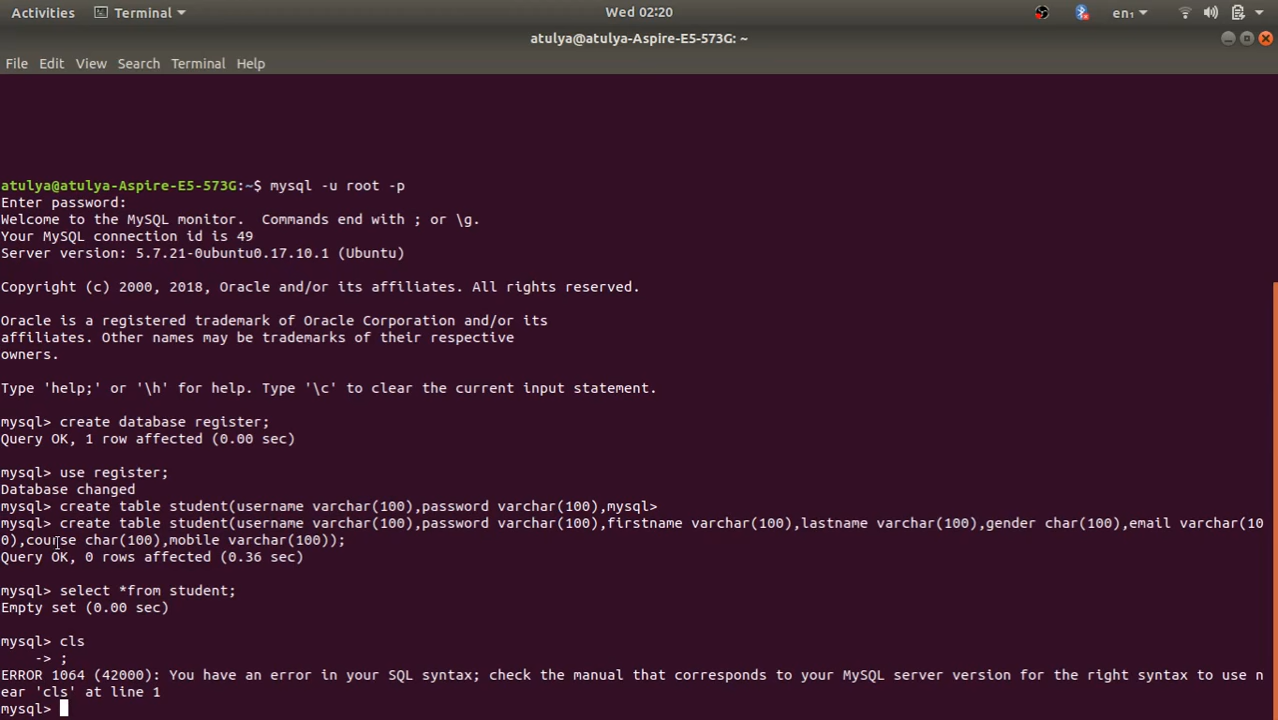 Activities Terminal Wed 02:20 en₁
atulya@atulya-Aspire-E5-573G: ~
File Edit View Search Terminal Help
atulya@atulya-Aspire-E5-573G:~$ mysql -u root -p
Enter password:
Welcome to the MySQL monitor.  Commands end with ; or \g.
Your MySQL connection id is 49
Server version: 5.7.21-0ubuntu0.17.10.1 (Ubuntu)
Copyright (c) 2000, 2018, Oracle and/or its affiliates. All rights reserved.
Oracle is a registered trademark of Oracle Corporation and/or its
affiliates. Other names may be trademarks of their respective
owners.
Type 'help;' or '\h' for help. Type '\c' to clear the current input statement.
mysql> create database register;
Query OK, 1 row affected (0.00 sec)
mysql> use register;
Database changed
mysql> create table student(username varchar(100),password varchar(100),mysql>
mysql> create table student(username varchar(100),password varchar(100),firstname varchar(100),lastname varchar(100),gender char(100),email varchar(10
0),course char(100),mobile varchar(100));
Query OK, 0 rows affected (0.36 sec)
mysql> select *from student;
Empty set (0.00 sec)
mysql> cls
    -> ;
ERROR 1064 (42000): You have an error in your SQL syntax; check the manual that corresponds to your MySQL server version for the right syntax to use n
ear 'cls' at line 1
mysql>